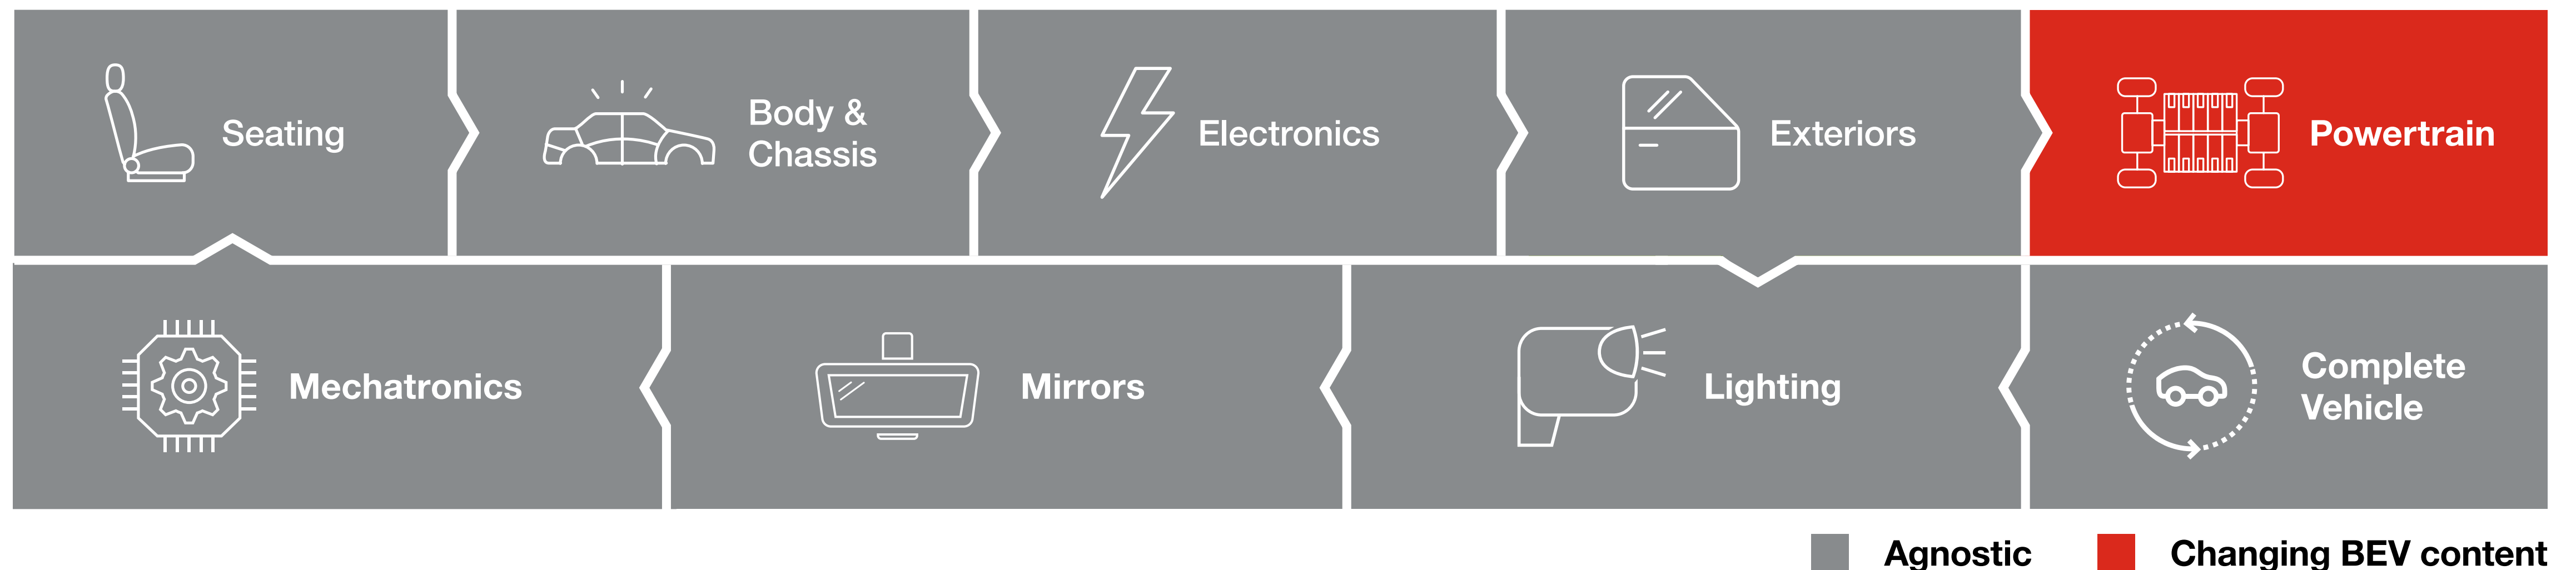 Seating
Body &
Chassis
Electronics
Exteriors
Powertrain
Mechatronics
Mirrors
Lighting
Complete
Vehicle
Agnostic
Changing BEV content